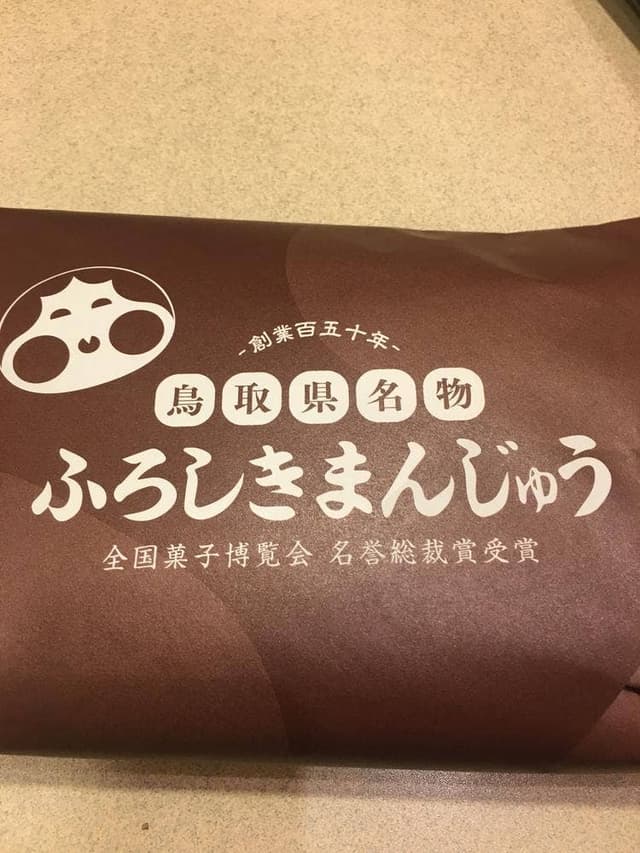 -創業百五十年-
鳥取県名物
ふろしきまんじゅう
全国菓子博覧会 名誉総裁賞受賞